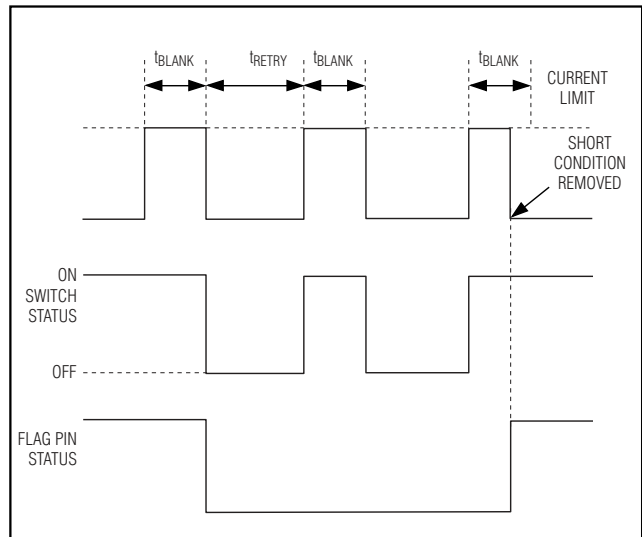 tBLANK
tRETRY
tBLANK
tBLANK
CURRENT
LIMIT
SHORT
CONDITION
REMOVED
ON
SWITCH
STATUS
OFF
FLAG PIN
STATUS